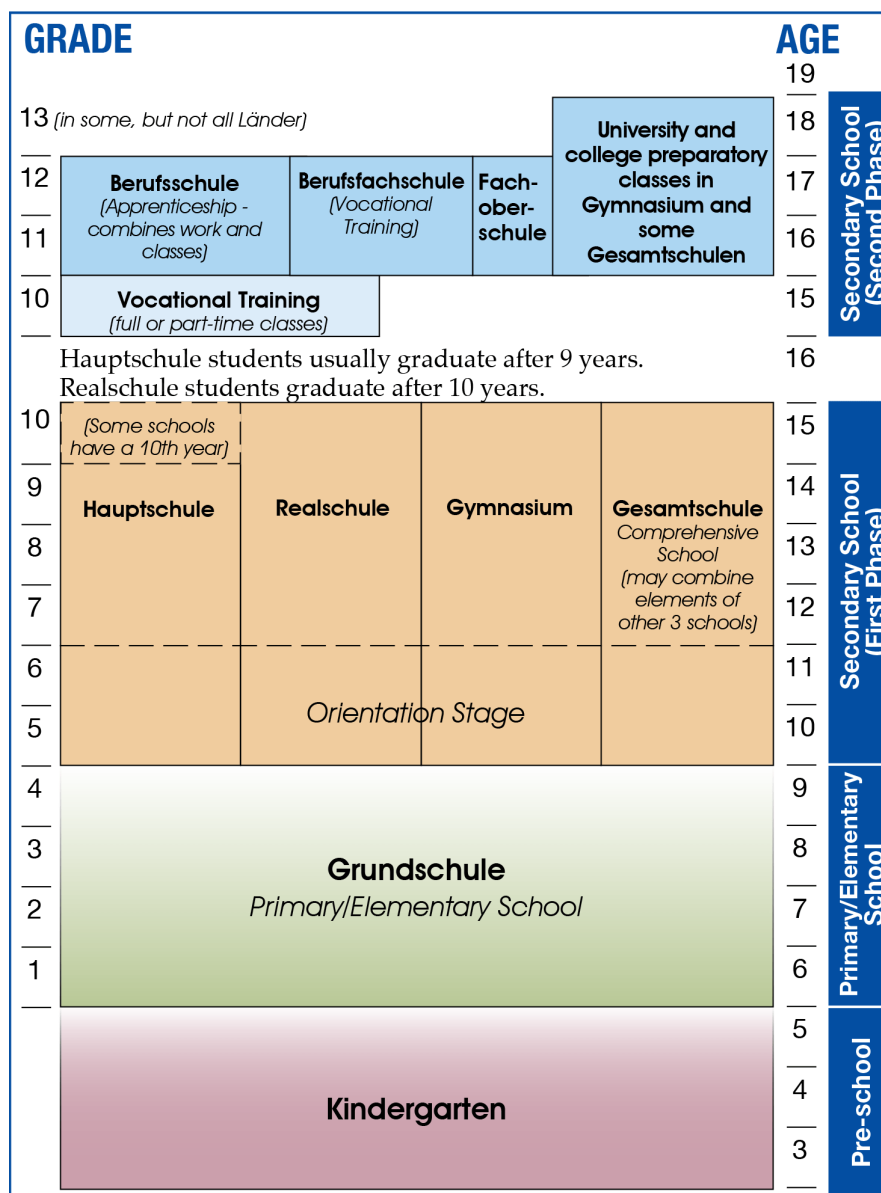 GRADE
AGE
19
13 (in some, but not all Länder)
18
12
17
11
16
10
15
Berufsschule
(Apprenticeship -
combines work and
classes)
Berufsfachschule
(Vocational
Training)
Fach-
ober-
schule
University and
college preparatory
classes in
Gymnasium and
some
Gesamtschulen
Vocational Training
(full or part-time classes)
Secondary School
(Second Phase)
Hauptschule students usually graduate after 9 years.
Realschule students graduate after 10 years.
16
10
15
9
14
8
13
7
12
6
11
5
10
(Some schools
have a 10th year)
Hauptschule
Realschule
Gymnasium
Gesamtschule
Comprehensive
School
(may combine
elements of
other 3 schools)
Orientation Stage
Secondary School
(First Phase)
4
9
3
8
2
7
1
6
Grundschule
Primary/Elementary School
Primary/Elementary
School
5
4
3
Kindergarten
Pre-school